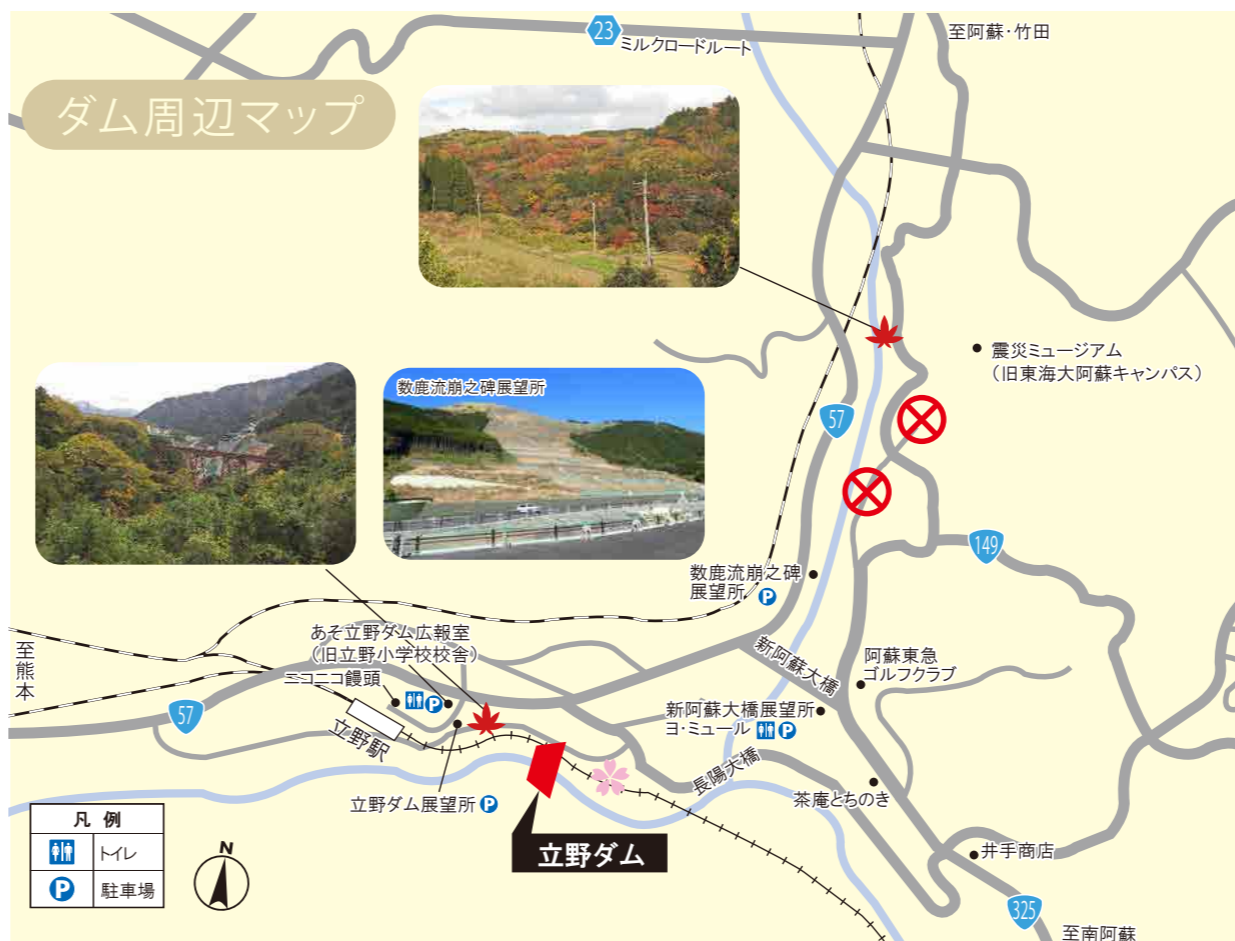 ダム周辺マップ
23
ミルクロードルート
至阿蘇・竹田
震災ミュージアム
（旧東海大阿蘇キャンパス）
57
数鹿流崩之碑展望所
149
数鹿流崩之碑
展望所 P
あそ立野ダム広報室
（旧立野小学校校舎）
ニコニコ饅頭
P
至熊本
57
立野駅
新阿蘇大橋
阿蘇東急
ゴルフクラブ
新阿蘇大橋展望所
ヨ・ミュール P
長陽大橋
立野ダム展望所 P
茶庵とちのき
立野ダム
井手商店
325
至南阿蘇
凡 例
トイレ
P 駐車場
N